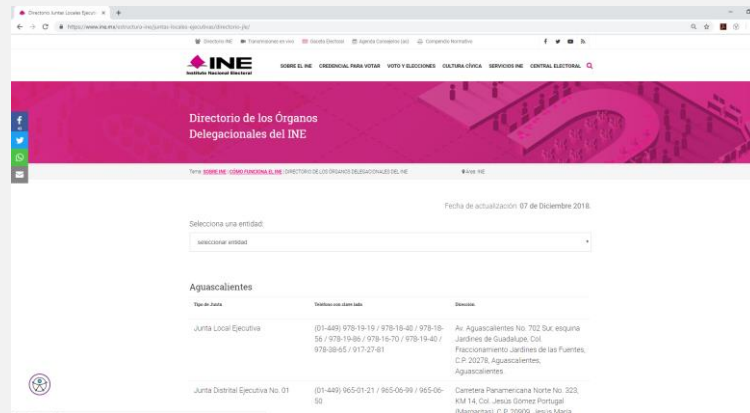 Directorio Juntas Locales Ejecut
https://www.ine.mx/estructura-ine/juntas-locales-ejecutivas/directorio-jle/
Directorio INE Transmisiones en vivo Gaceta Electoral Agenda Consejeros (as) Compendio Normativo
INE
Instituto Nacional Electoral
SOBRE EL INE CREDENCIAL PARA VOTAR VOTO Y ELECCIONES CULTURA CÍVICA SERVICIOS INE CENTRAL ELECTORAL
Directorio de los Órganos
Delegacionales del INE
Tema: SOBRE INE | CÓMO FUNCIONA EL INE | DIRECTORIO DE LOS ÓRGANOS DELEGACIONALES DEL INE Área: INE
Fecha de actualización: 07 de Diciembre 2018.
Selecciona una entidad:
seleccionar entidad
Aguascalientes
Tipo de Junta Teléfono con clave lada Dirección
Junta Local Ejecutiva (01-449) 978-19-19 / 978-18-40 / 978-18- Av. Aguascalientes No. 702 Sur, esquina
56 / 978-19-86 / 978-16-70 / 978-19-40 / Jardines de Guadalupe, Col.
978-38-65 / 917-27-81 Fraccionamiento Jardines de las Fuentes,
C.P. 20278, Aguascalientes,
Aguascalientes.
Junta Distrital Ejecutiva No. 01 (01-449) 965-01-21 / 965-06-99 / 965-06- Carretera Panamericana Norte No. 323,
50 KM 14, Col. Jesús Gómez Portugal
(Margaritas), C.P. 20909, Jesús María,